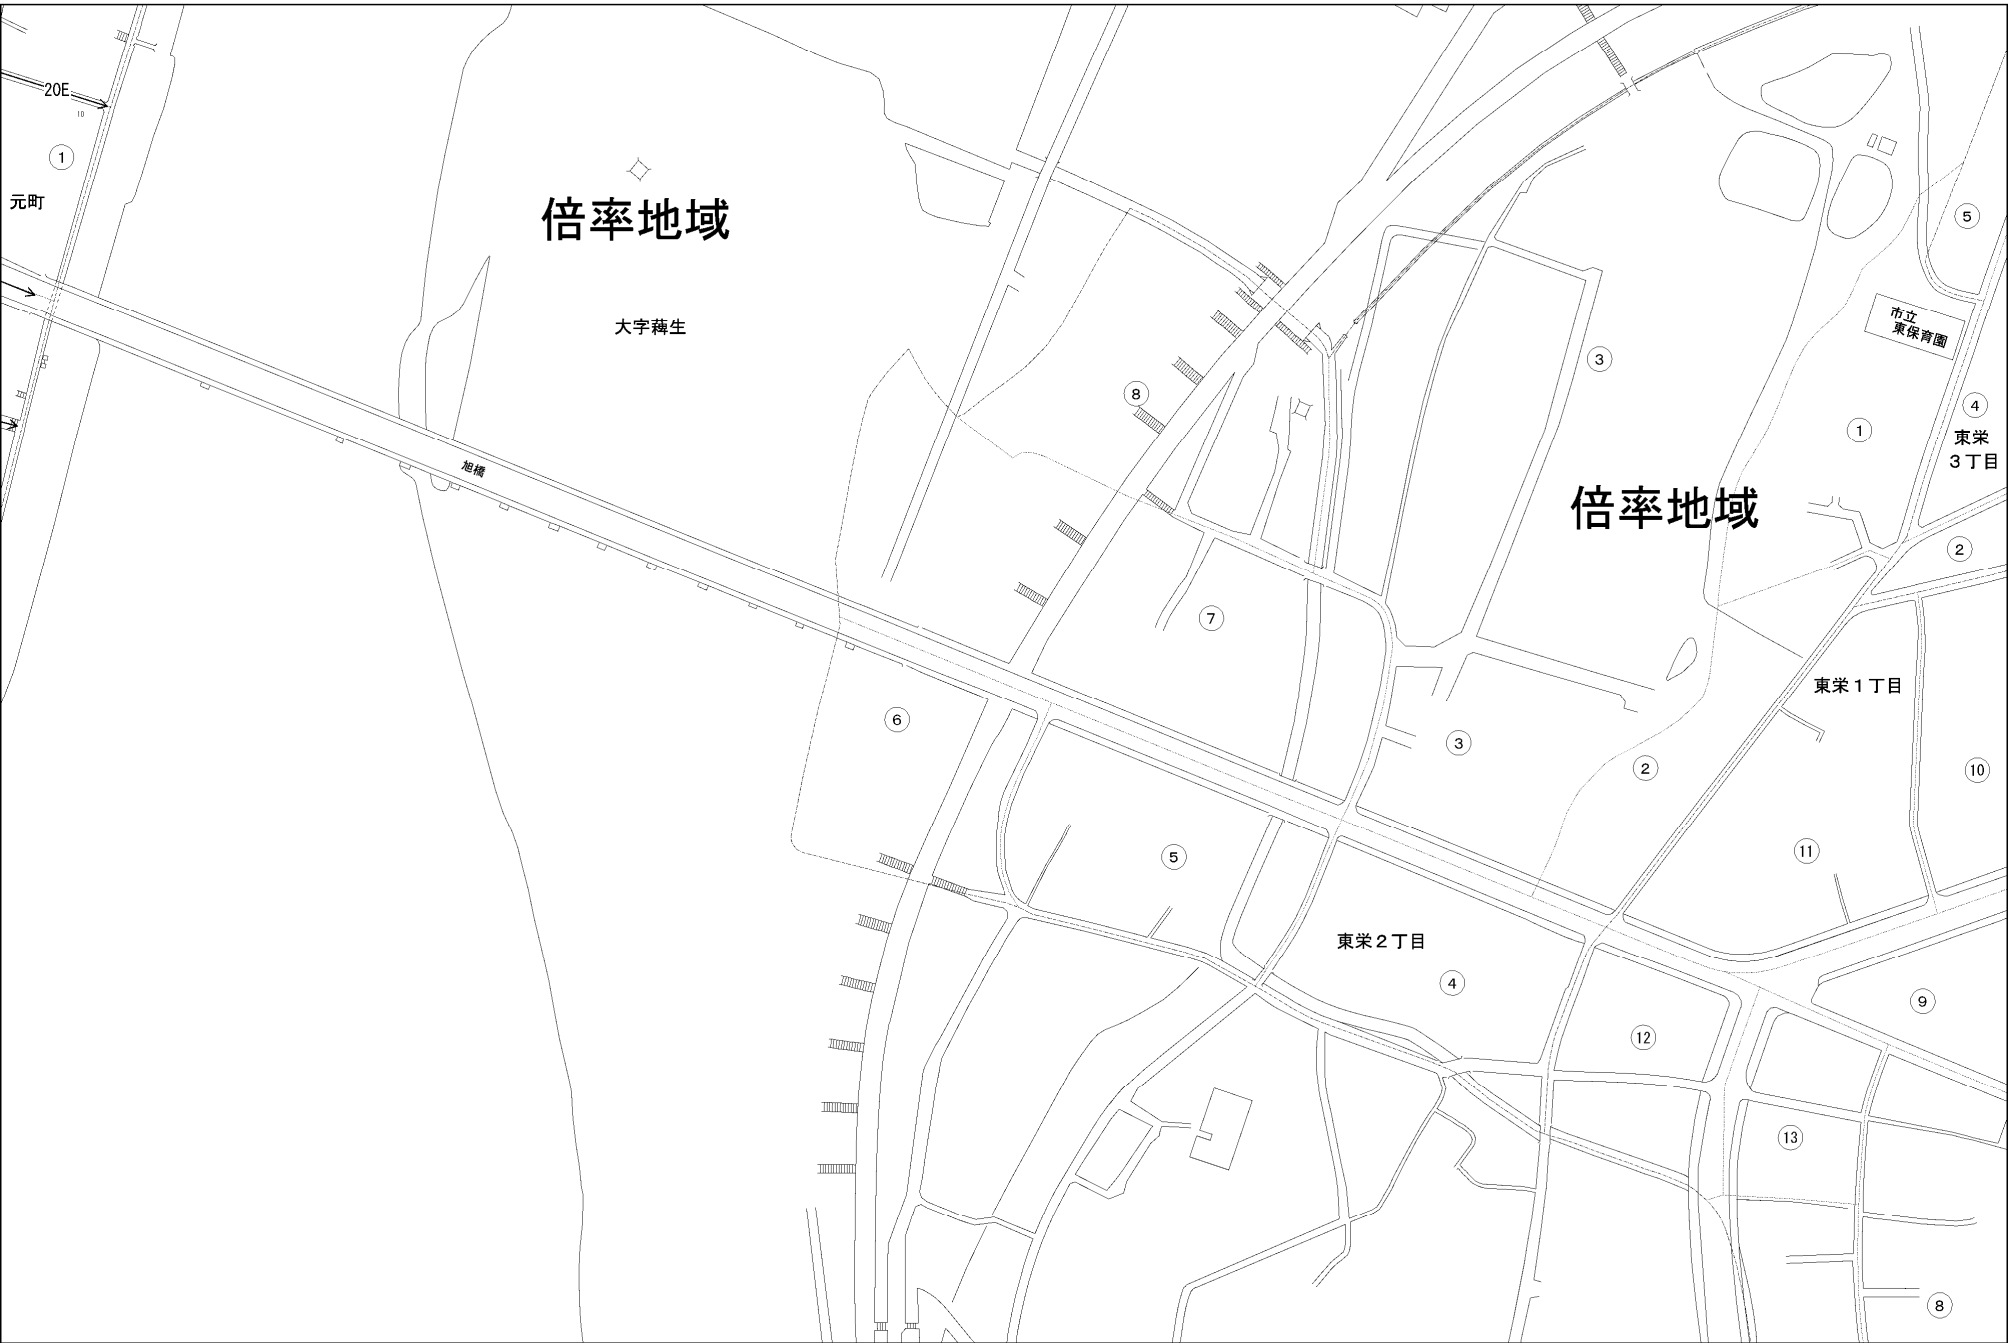 20E
10
①
元町
倍率地域
大字藕生
旭橋
⑧
⑦
⑥
⑤
③
倍率地域
③
②
市立
東保育園
⑤
④
東栄
3丁目
①
②
東栄1丁目
⑩
⑪
東栄2丁目
④
⑫
⑨
⑬
⑧